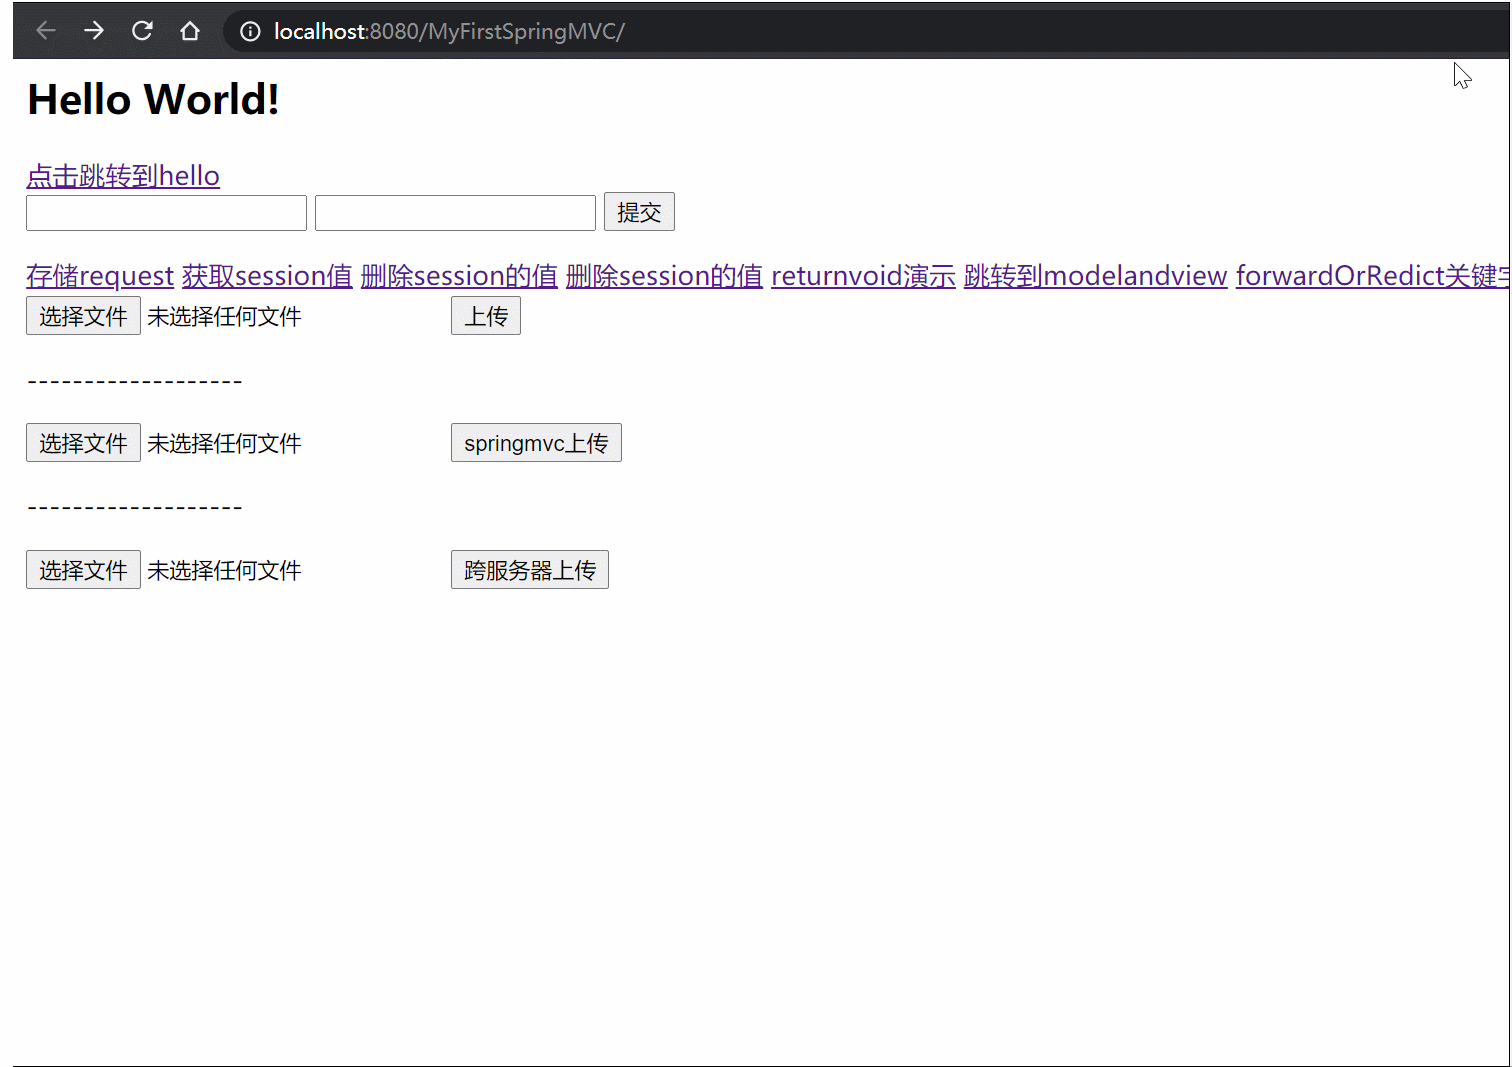 localhost:8080/MyFirstSpringMVC/
Hello World!
点击跳转到hello
提交
存储request 获取session值 删除session的值 删除session的值 returnvoid演示 跳转到modelandview forwardOrRedict关键字
选择文件 未选择任何文件 上传
-------------------
选择文件 未选择任何文件 springmvc上传
-------------------
选择文件 未选择任何文件 跨服务器上传